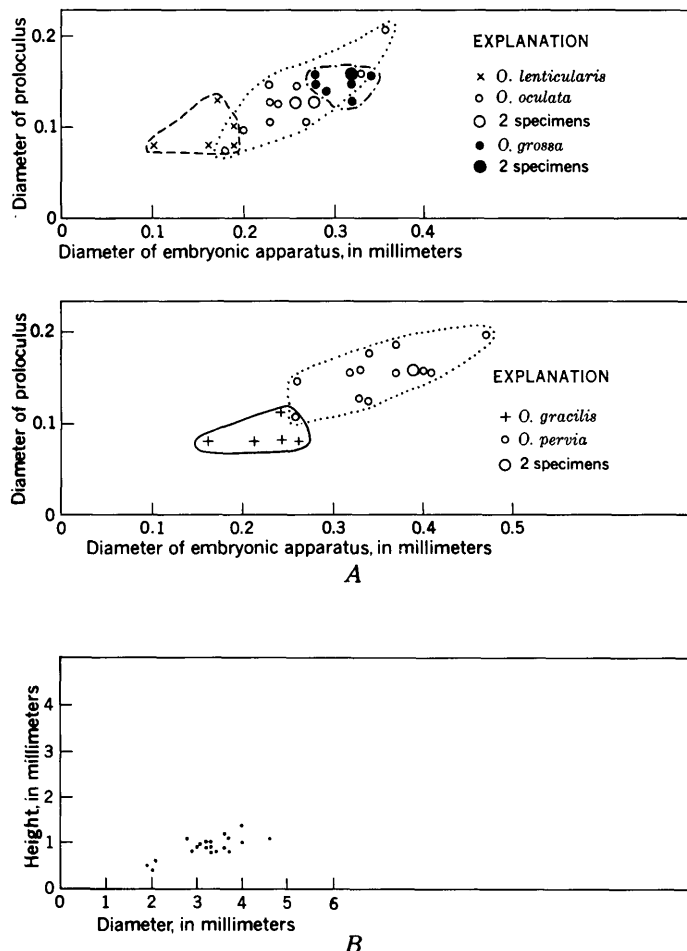 0.2
0.1
0
Diameter of proloculus
EXPLANATION
× O. lenticularis
○ O. oculata
○ 2 specimens
● O. grossa
● 2 specimens
0.1 0.2 0.3 0.4
Diameter of embryonic apparatus, in millimeters
0.2
0.1
0
Diameter of proloculus
EXPLANATION
+ O. gracilis
○ O. pervia
○ 2 specimens
0 0.1 0.2 0.3 0.4 0.5
Diameter of embryonic apparatus, in millimeters
A
4
3
2
1
0
Height, in millimeters
0 1 2 3 4 5 6
Diameter, in millimeters
B